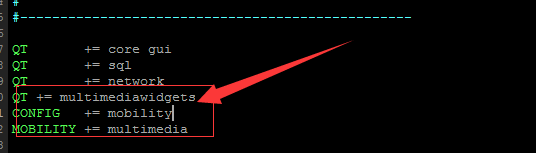 #
#--------------------------------------------------
QT += core gui
QT += sql
QT += network
QT += multimediawidgets
CONFIG += mobility
MOBILITY += multimedia